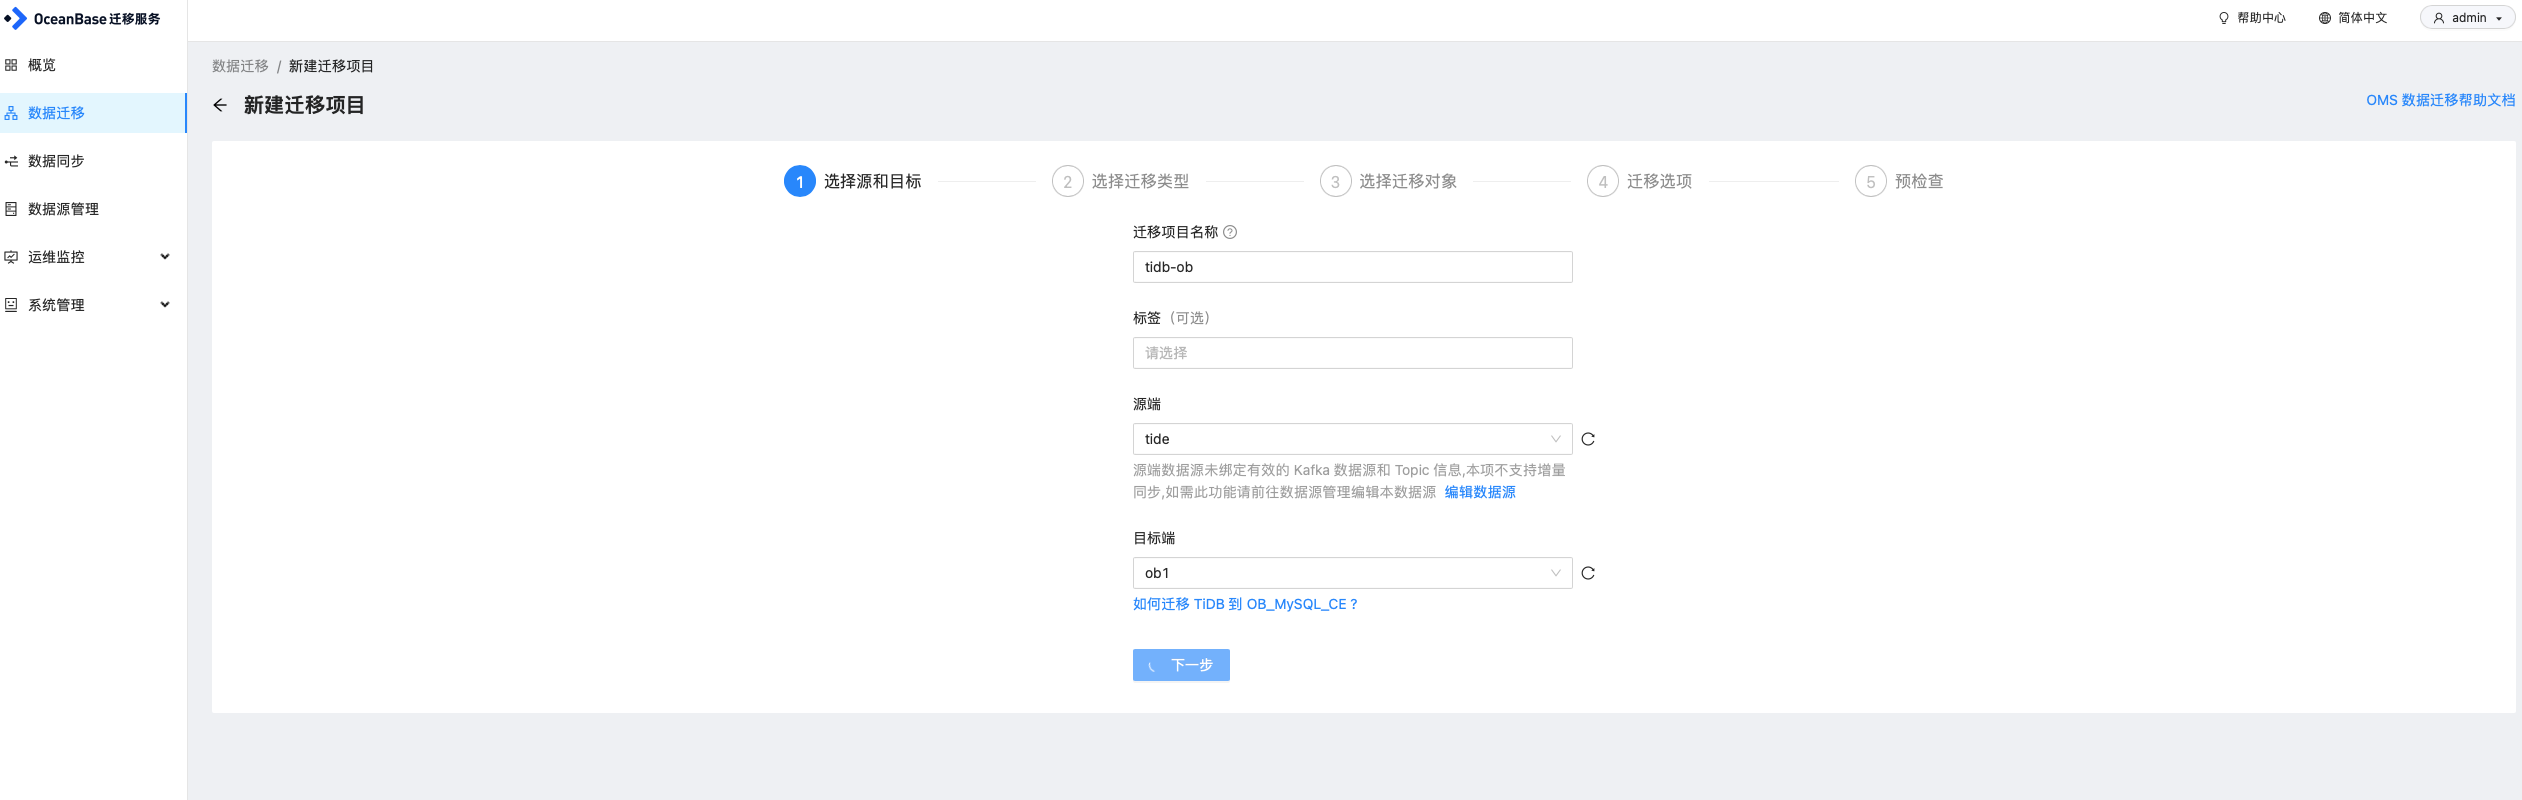 OceanBase 迁移服务
帮助中心
简体中文
admin
概览
数据迁移
数据同步
数据源管理
运维监控
系统管理
数据迁移 / 新建迁移项目
新建迁移项目
OMS 数据迁移帮助文档
1 选择源和目标
2 选择迁移类型
3 选择迁移对象
4 迁移选项
5 预检查
迁移项目名称
tidb-ob
标签（可选）
请选择
源端
tide
源端数据源未绑定有效的 Kafka 数据源和 Topic 信息,本项不支持增量
同步,如需此功能请前往数据源管理编辑本数据源 编辑数据源
目标端
ob1
如何迁移 TiDB 到 OB_MySQL_CE ?
下一步